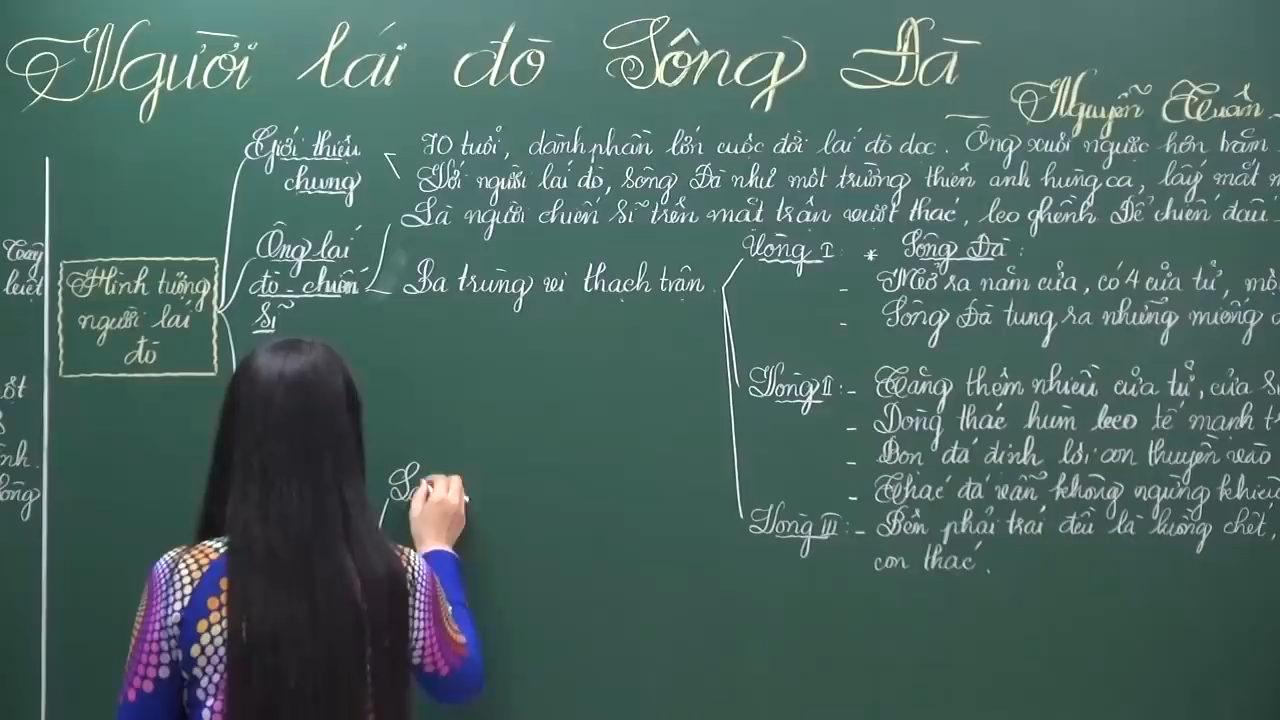 Người lái đò Sông Đà
Nguyễn Tuân
Giới thiệu
chung
70 tuổi, dành phần lớn cuộc đời lái đò dọc. Ông xuôi ngược hơn trăm
Với người lái đò, sông Đà như một trường thiên anh hùng ca, lấy mắt
Là người chiến sĩ trên mặt trận vượt thác, leo ghềnh Để chiến đấu
Ông lái
đò - chiến
sĩ
Ba trùng vi thạch trận
Hình tượng
người lái
đò
Vòng I: * Sông Đà:
- Mở ra năm cửa, có 4 cửa tử, một
- Sông Đà tung ra những miếng
Vòng II: - Tăng thêm nhiều cửa tử, cửa
- Dòng thác hùm beo tế mạnh
- Bọn đá định lôi con thuyền vào
- Thác đá vẫn không ngừng khiêu
Vòng III: - Bên phải trái đều là luồng chết,
con thác.